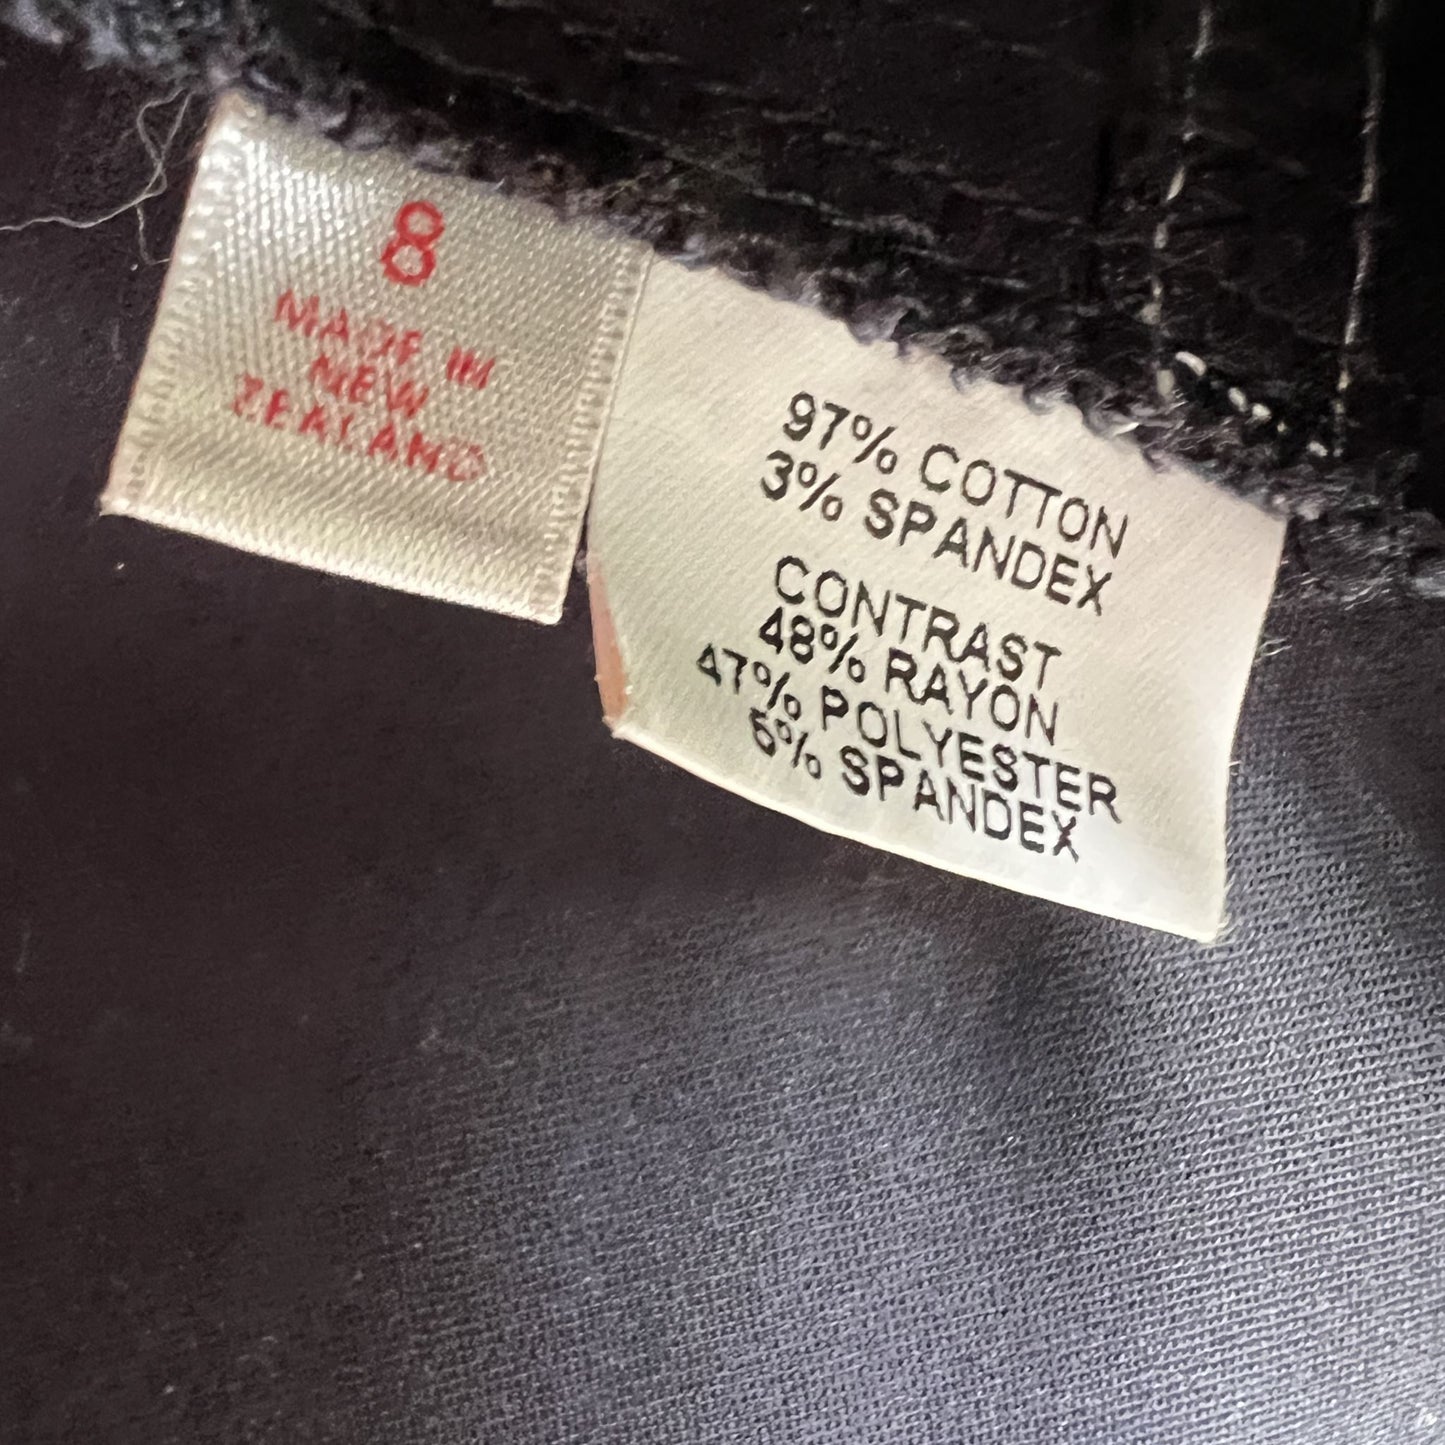 8
MADE IN
NEW
ZEALAND
97% COTTON
3% SPANDEX
CONTRAST
48% RAYON
47% POLYESTER
5% SPANDEX